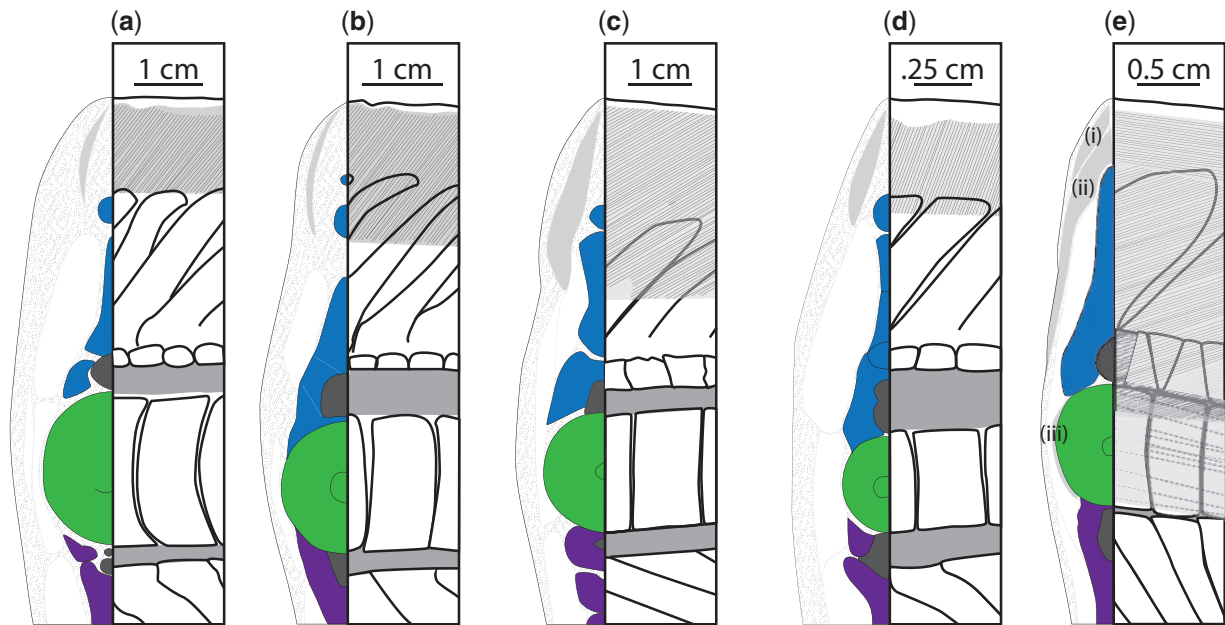 (a) (b) (c) (d) (e)
1 cm 1 cm 1 cm .25 cm 0.5 cm
(i)
(ii)
(iii)